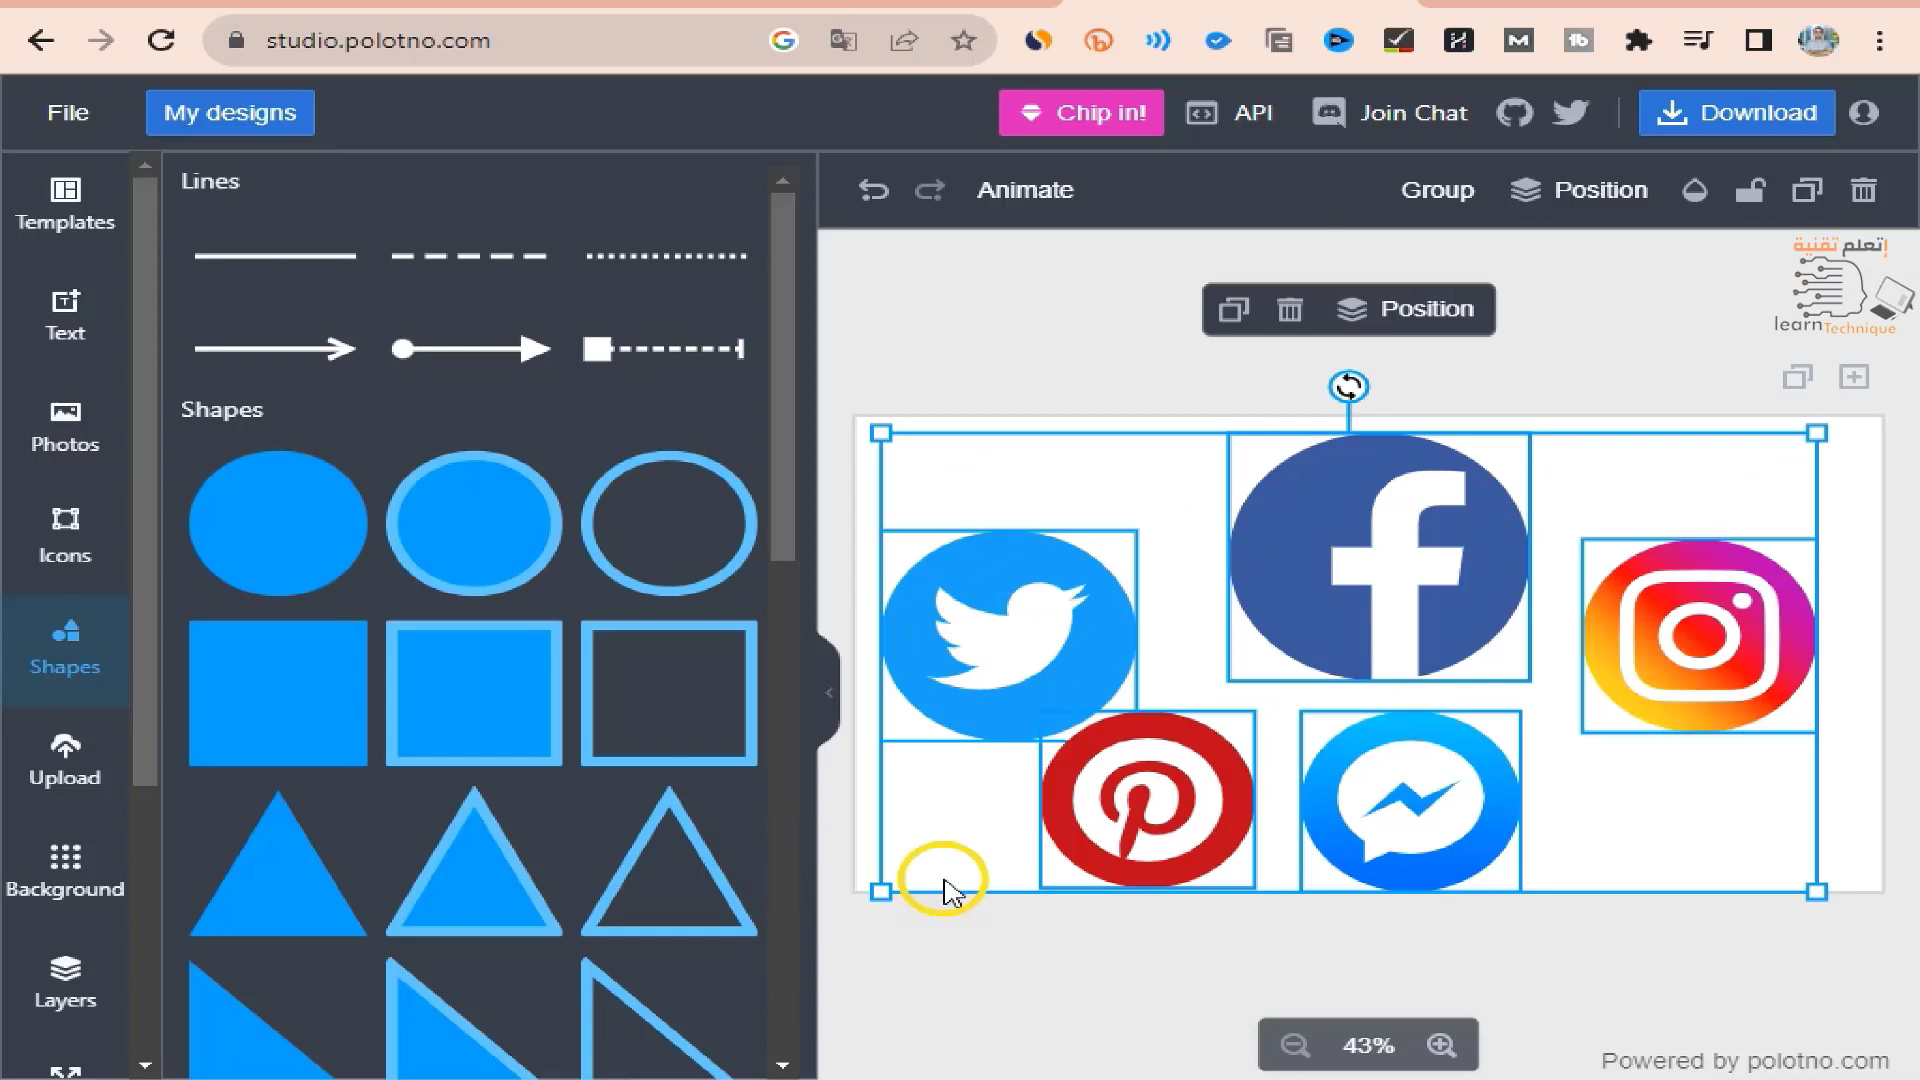 studio.polotno.com
File
My designs
Chip in!
API
Join Chat
Download
Templates
Text
Photos
Icons
Shapes
Upload
Background
Layers
Lines
Shapes
Animate
Group
Position
Position
إتعلم تقنية
learnTechnique
43%
Powered by polotno.com